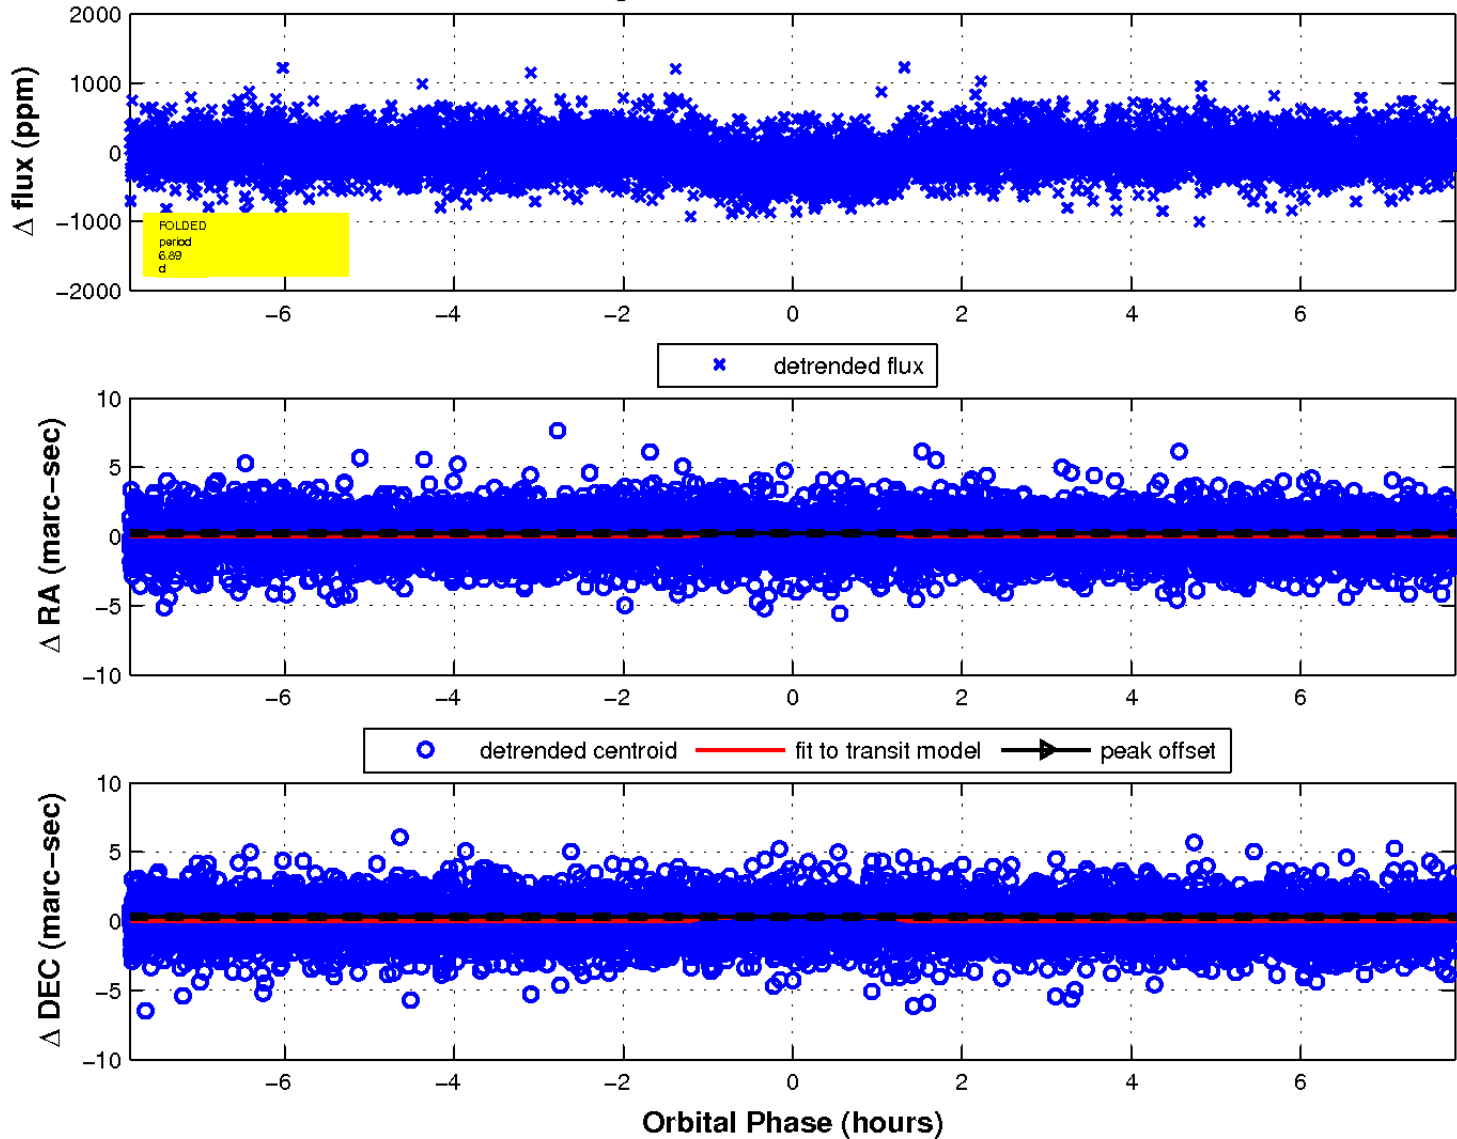 2000
1000
0
−1000
−2000
Δ flux (ppm)
FOLDED
period
6.89
d
−6 −4 −2 0 2 4 6
detrended flux
10
5
0
−5
−10
Δ RA (marc−sec)
−6 −4 −2 0 2 4 6
detrended centroid fit to transit model peak offset
10
5
0
−5
−10
Δ DEC (marc−sec)
−6 −4 −2 0 2 4 6
Orbital Phase (hours)